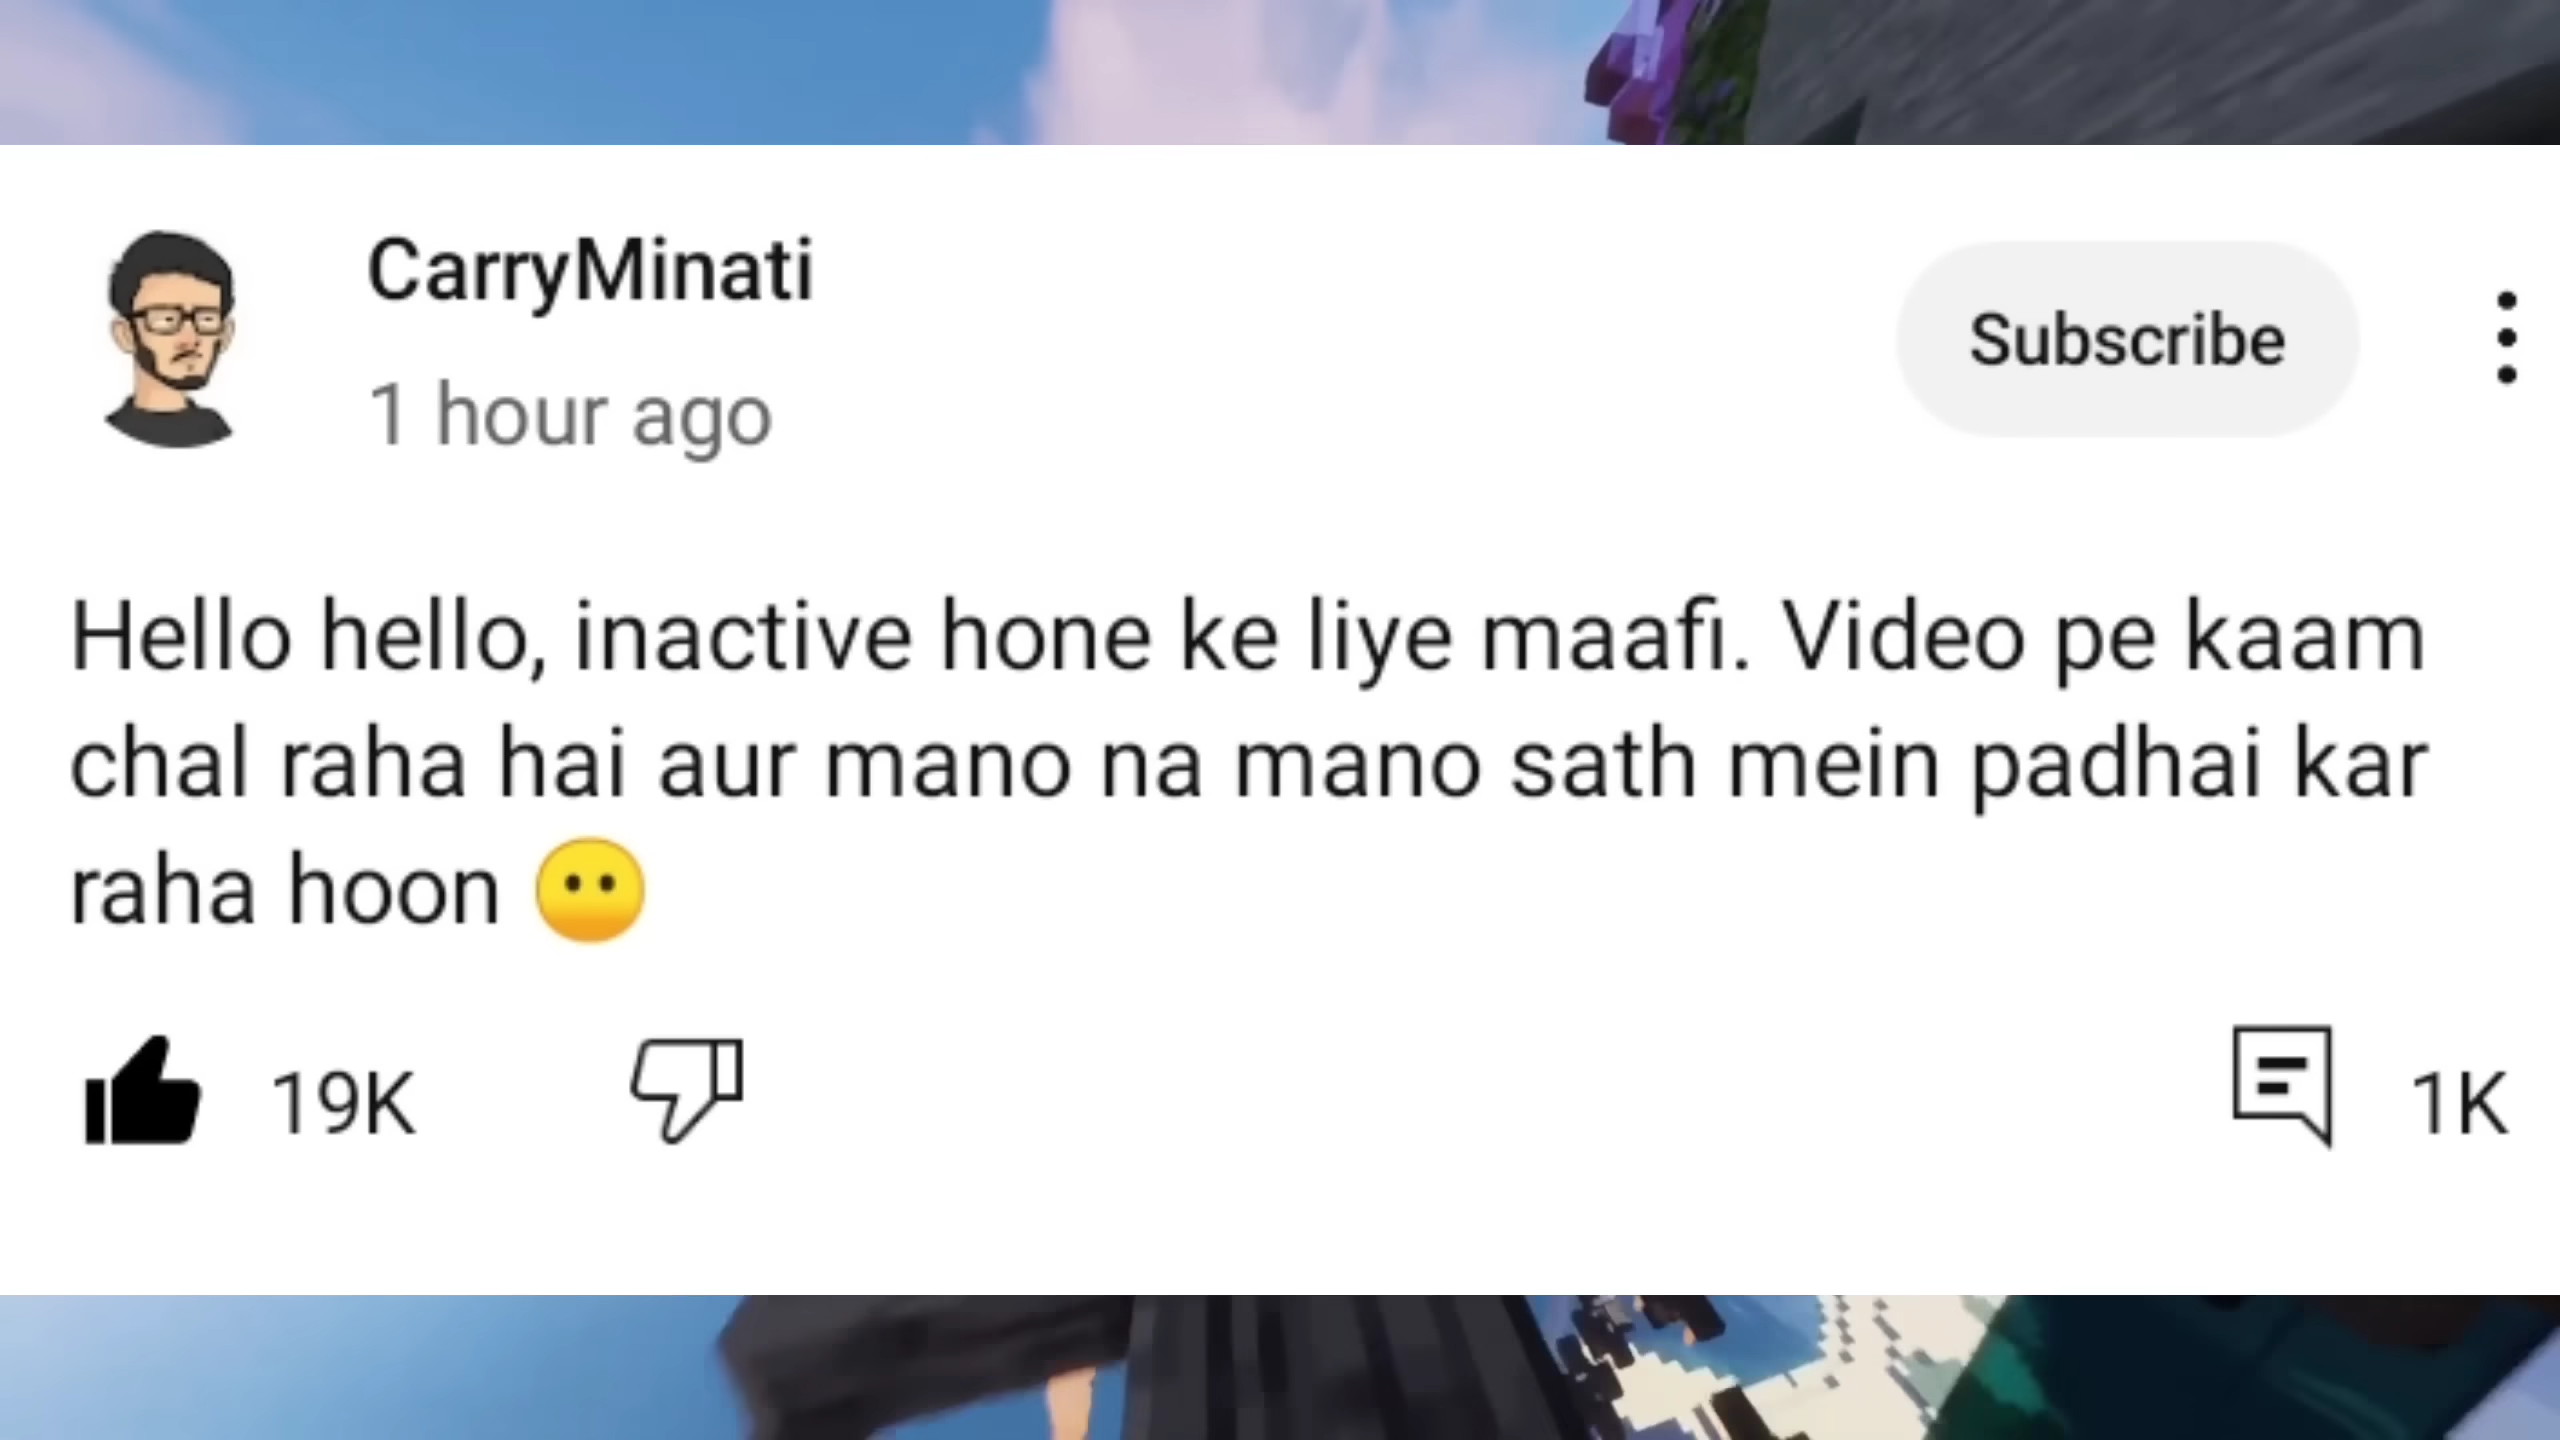 CarryMinati
1 hour ago
Subscribe
Hello hello, inactive hone ke liye maafi. Video pe kaam
chal raha hai aur mano na mano sath mein padhai kar
raha hoon 😶
19K
1K